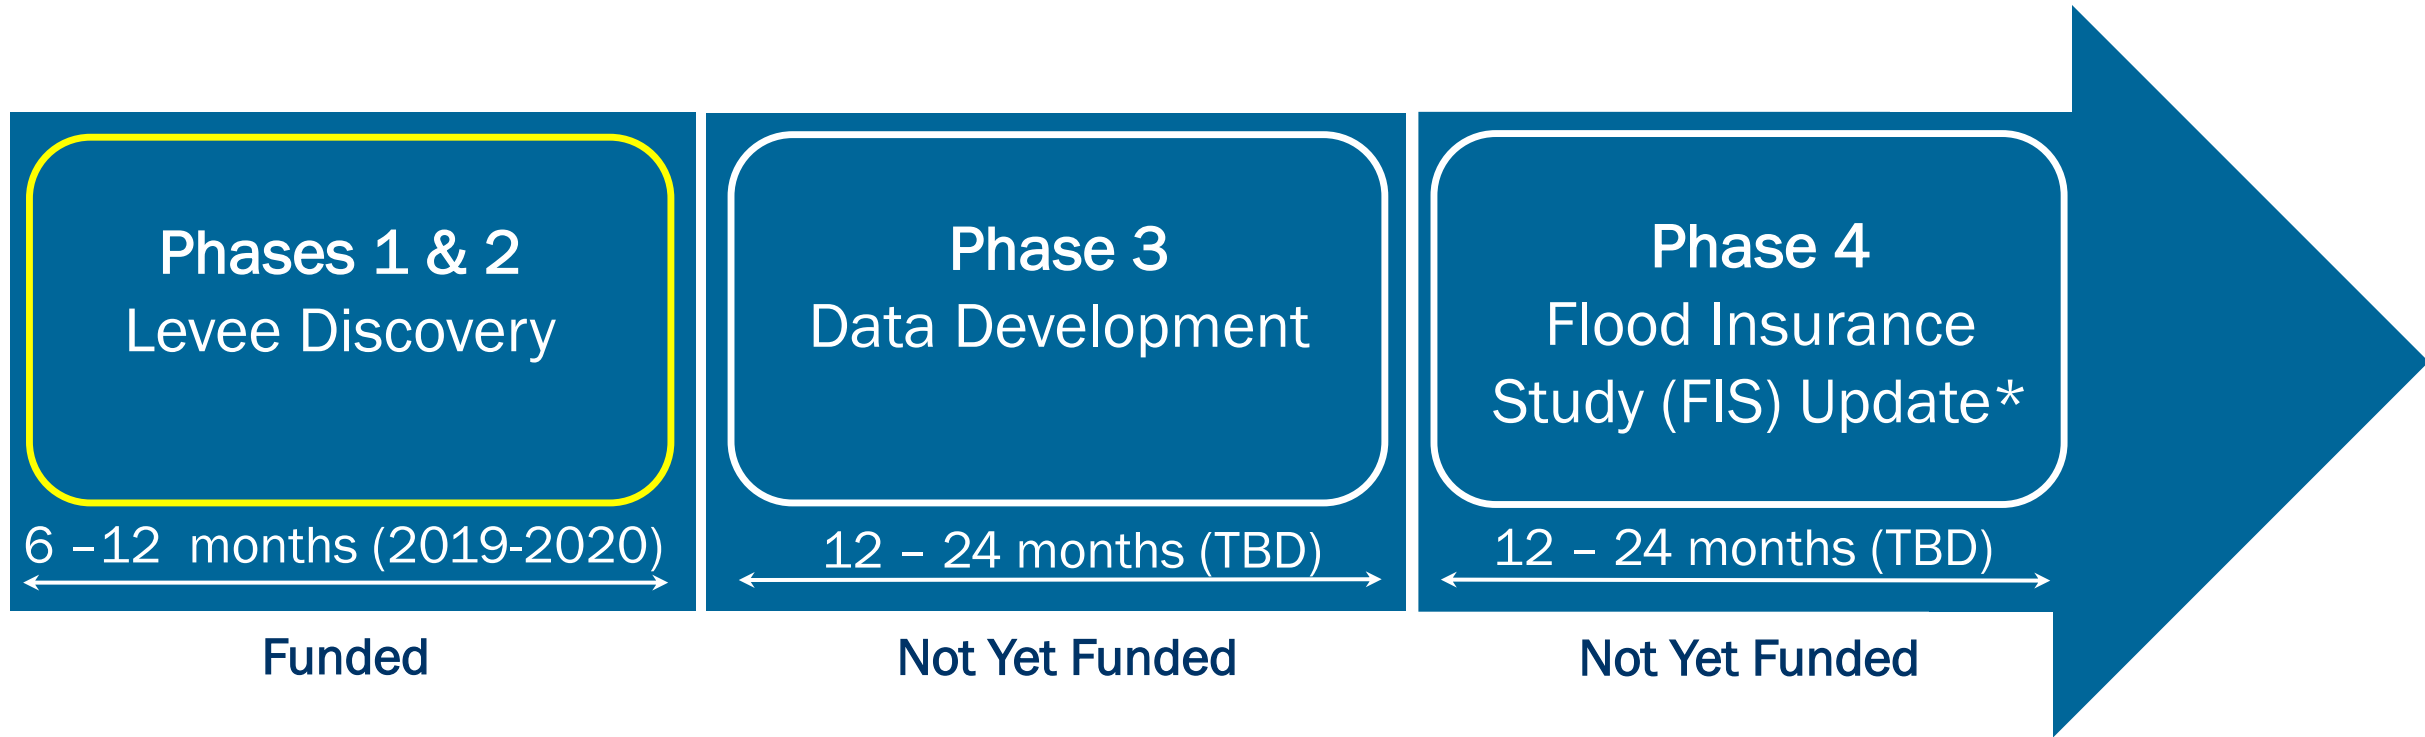 Phases 1 & 2
Levee Discovery
6 –12 months (2019-2020)
Funded
Phase 3
Data Development
12 – 24 months (TBD)
Not Yet Funded
Phase 4
Flood Insurance
Study (FIS) Update*
12 – 24 months (TBD)
Not Yet Funded